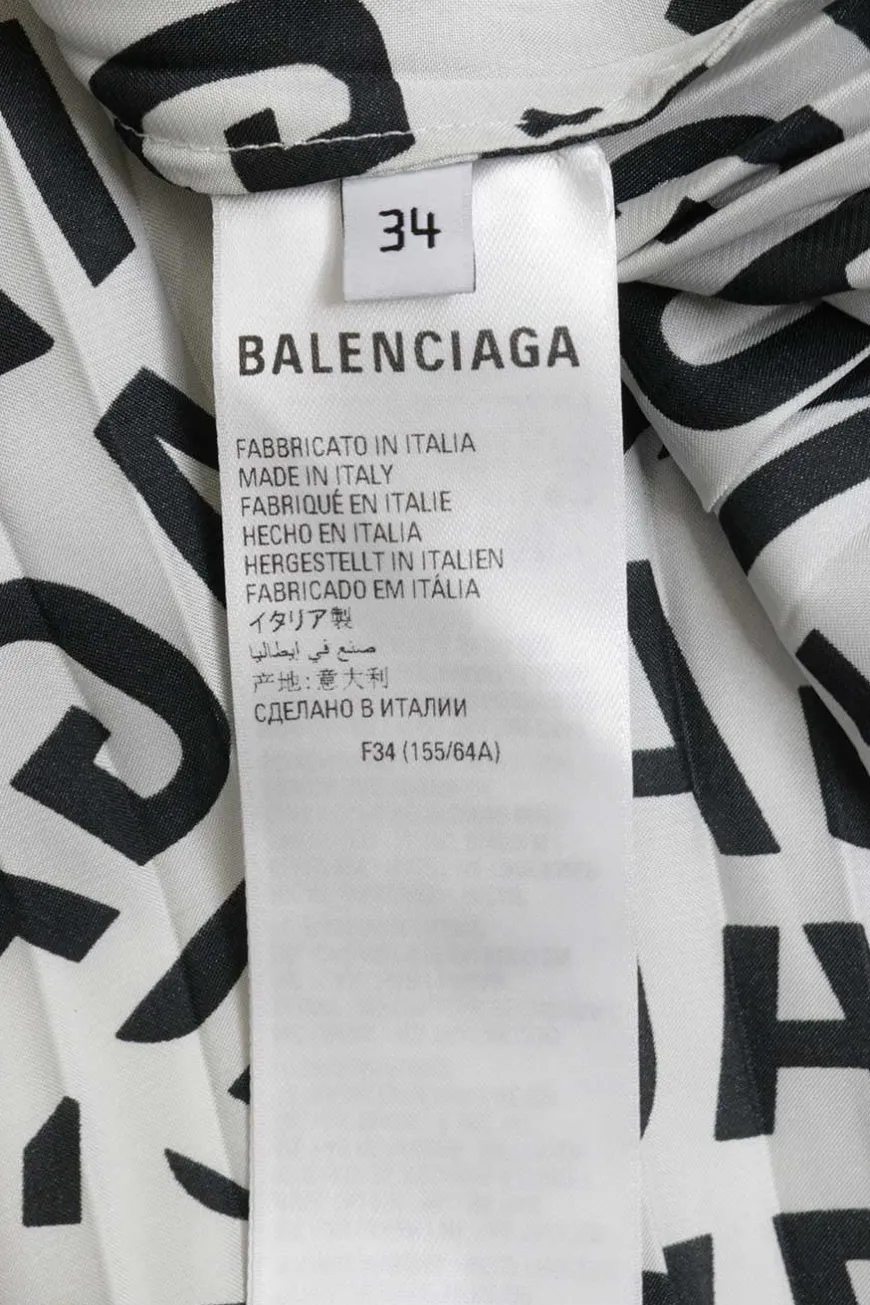 34
BALENCIAGA
FABBRICATO IN ITALIA
MADE IN ITALY
FABRIQUÉ EN ITALIE
HECHO EN ITALIA
HERGESTELLT IN ITALIEN
FABRICADO EM ITÁLIA
イタリア製
صنع في إيطاليا
产地:意大利
СДЕЛАНО В ИТАЛИИ
F34 (155/64A)